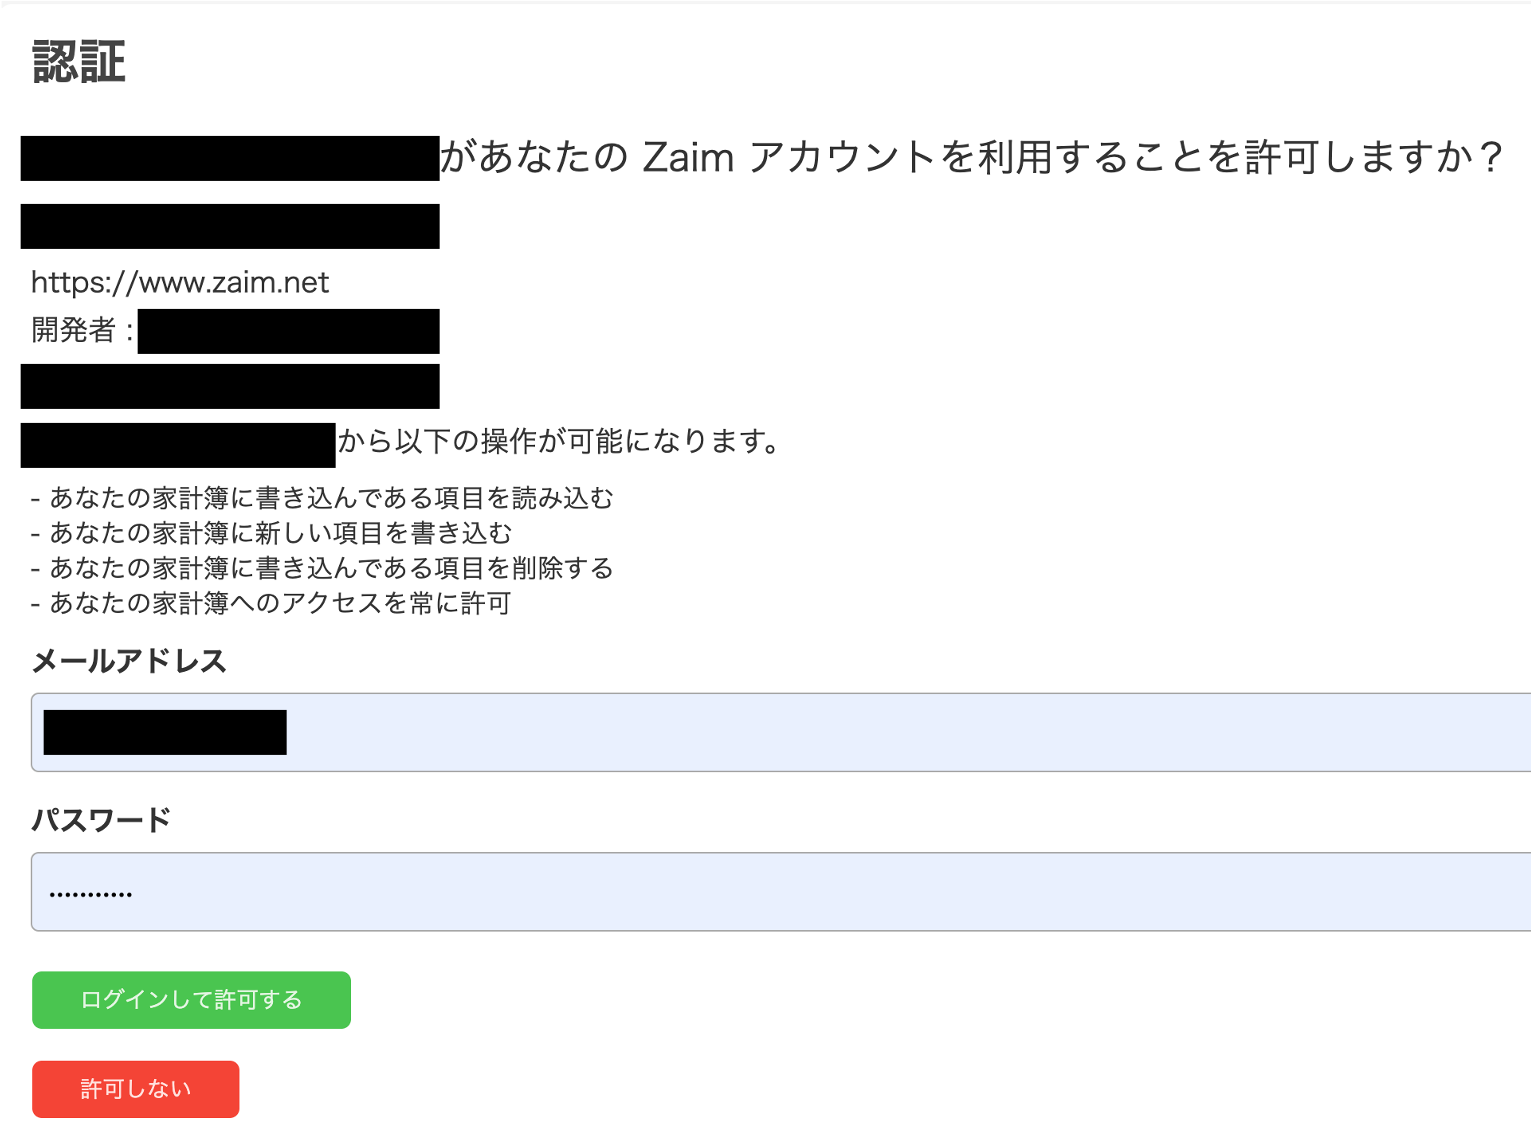 認証
があなたの Zaim アカウントを利用することを許可しますか？
https://www.zaim.net
開発者 :
から以下の操作が可能になります。
- あなたの家計簿に書き込んである項目を読み込む
- あなたの家計簿に新しい項目を書き込む
- あなたの家計簿に書き込んである項目を削除する
- あなたの家計簿へのアクセスを常に許可
メールアドレス
パスワード
...........
ログインして許可する
許可しない